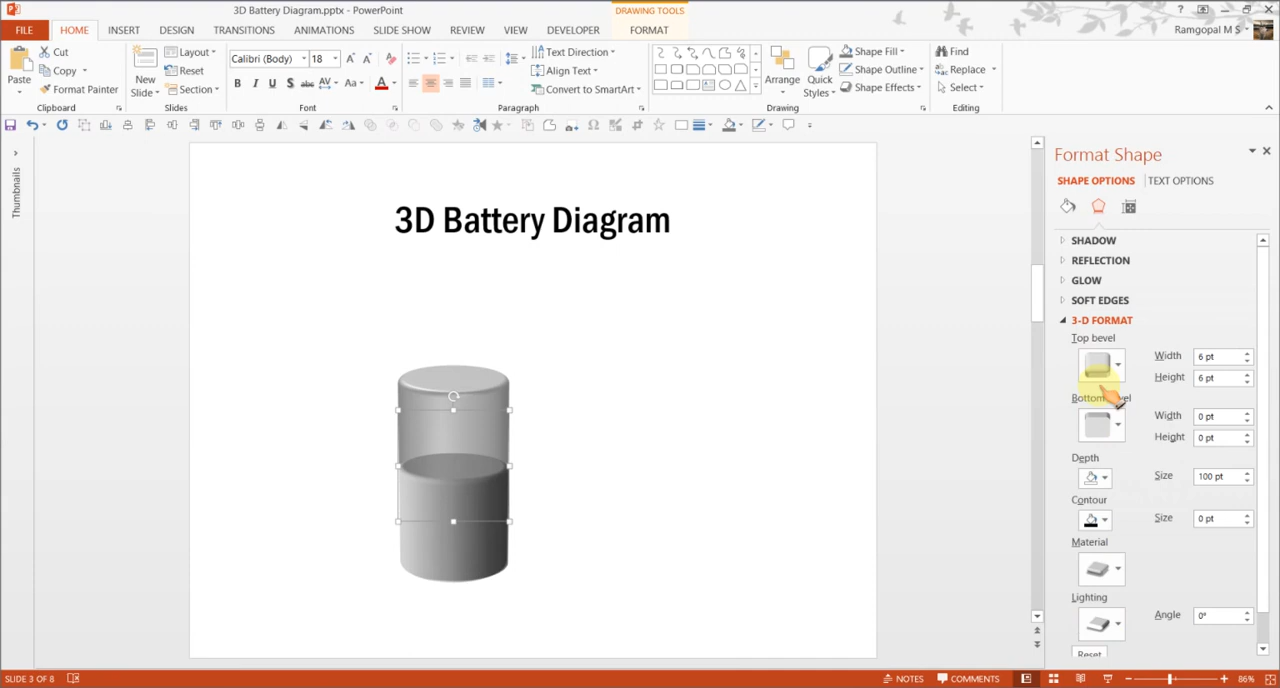 3D Battery Diagram.pptx - PowerPoint
DRAWING TOOLS
FILE HOME INSERT DESIGN TRANSITIONS ANIMATIONS SLIDE SHOW REVIEW VIEW DEVELOPER FORMAT
Ramgopal M S
Paste
Cut
Copy
Format Painter
Clipboard
New
Slide
Layout
Reset
Section
Slides
Calibri (Body) 18
B I U S abc AV Aa A
Font
Text Direction
Align Text
Convert to SmartArt
Paragraph
Arrange
Quick
Styles
Shape Fill
Shape Outline
Shape Effects
Drawing
Find
Replace
Select
Editing
Thumbnails
3D Battery Diagram
Format Shape
SHAPE OPTIONS TEXT OPTIONS
SHADOW
REFLECTION
GLOW
SOFT EDGES
3-D FORMAT
Top bevel
Width 6 pt
Height 6 pt
Width 0 pt
Height 0 pt
Depth
Size 100 pt
Contour
Size 0 pt
Material
Lighting
Angle 0°
Reset
SLIDE 3 OF 8
NOTES
COMMENTS
86%